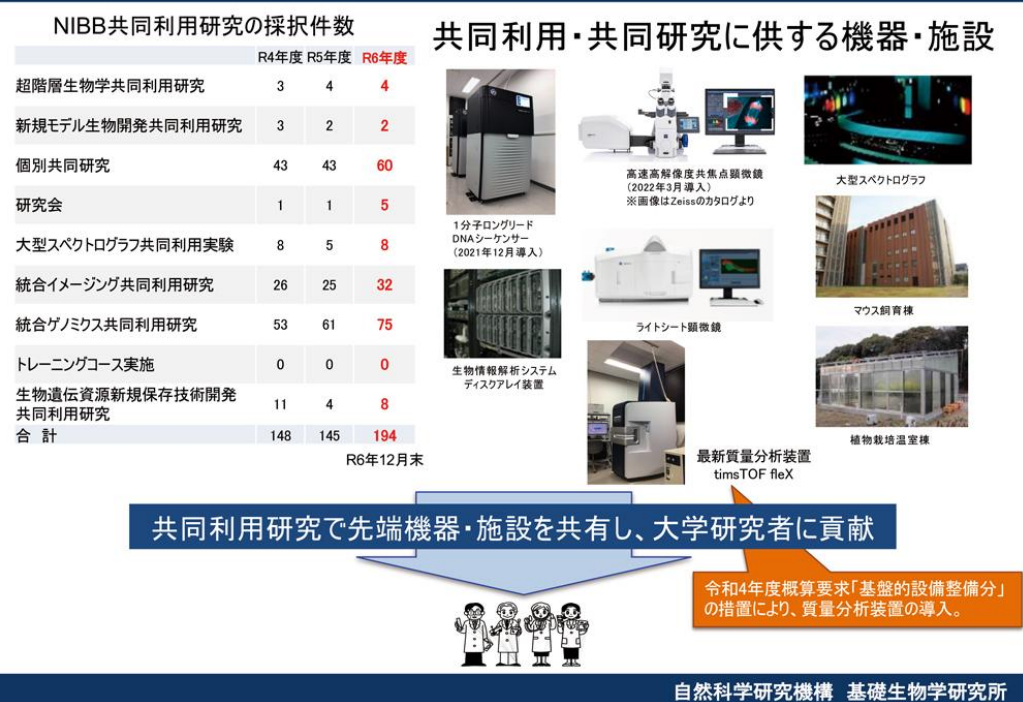 NIBB共同利用研究の採択件数
R4年度 R5年度 R6年度
超階層生物学共同利用研究 3 4 4
新規モデル生物開発共同利用研究 3 2 2
個別共同研究 43 43 60
研究会 1 1 5
大型スペクトログラフ共同利用実験 8 5 8
統合イメージング共同利用研究 26 25 32
統合ゲノミクス共同利用研究 53 61 75
トレーニングコース実施 0 0 0
生物遺伝資源新規保存技術開発
共同利用研究 11 4 8
合 計 148 145 194
R6年12月末
共同利用・共同研究に供する機器・施設
1分子ロングリード
DNAシーケンサー
(2021年12月導入)
高速高解像度共焦点顕微鏡
(2022年3月導入)
※画像はZeissのカタログより
大型スペクトログラフ
ライトシート顕微鏡
マウス飼育棟
生物情報解析システム
ディスクアレイ装置
植物栽培温室棟
最新質量分析装置
timsTOF fleX
共同利用研究で先端機器・施設を共有し、大学研究者に貢献
令和4年度概算要求「基盤的設備整備分」
の措置により、質量分析装置の導入。
自然科学研究機構 基礎生物学研究所